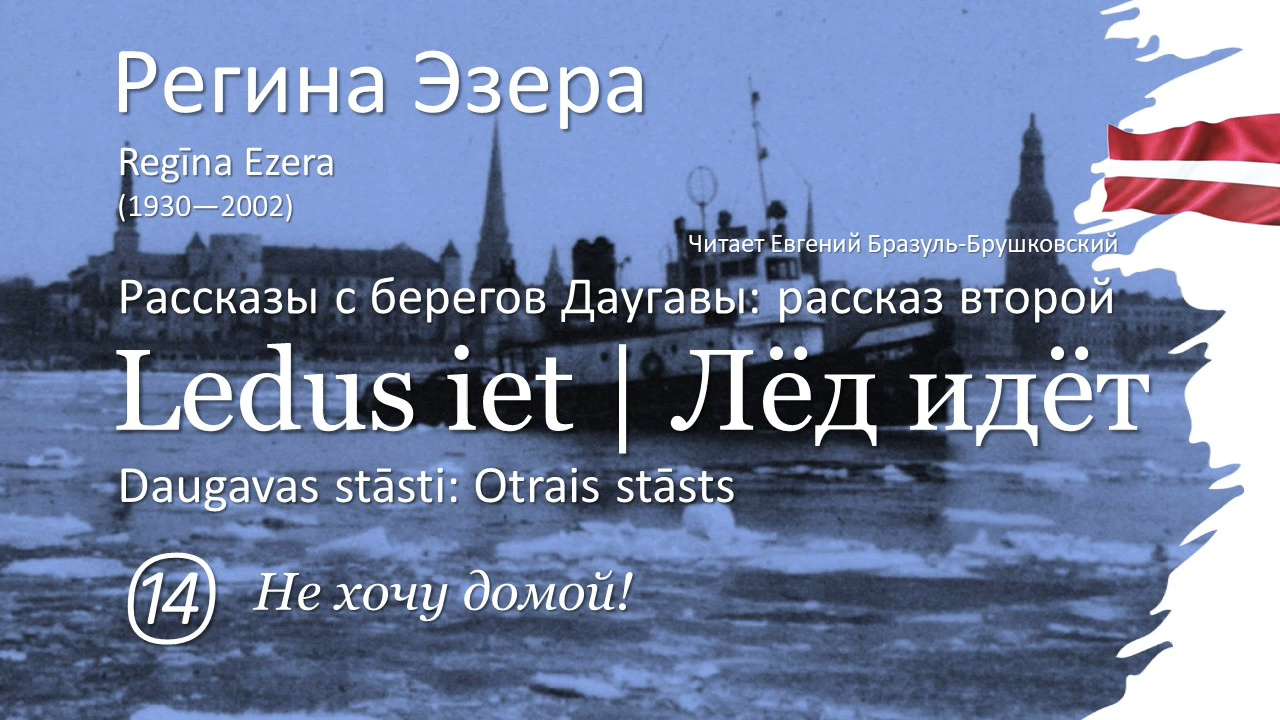 Регина Эзера
Regīna Ezera
(1930—2002)
Читает Евгений Бразуль-Брушковский
Рассказы с берегов Даугавы: рассказ второй
Ledus iet | Лёд идёт
Daugavas stāsti: Otrais stāsts
14 Не хочу домой!